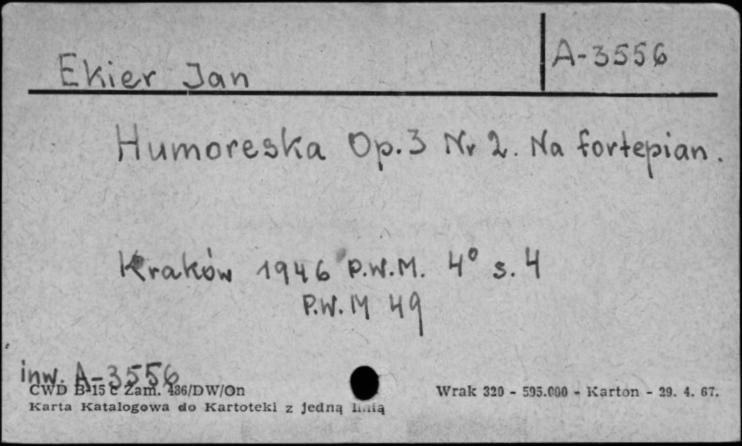 Ekier Jan
A-3556
Humoreska Op.3 Nr 2. Na fortepian.
Kraków 1946 P.W.M. 4° s. 4
P.W.M 49
inw. A-3556
CWD B-15 c Zam. 436/DW/On
Wrak 320 - 595.000 - Karton - 29. 4. 67.
Karta Katalogowa do Kartoteki z jedną linią